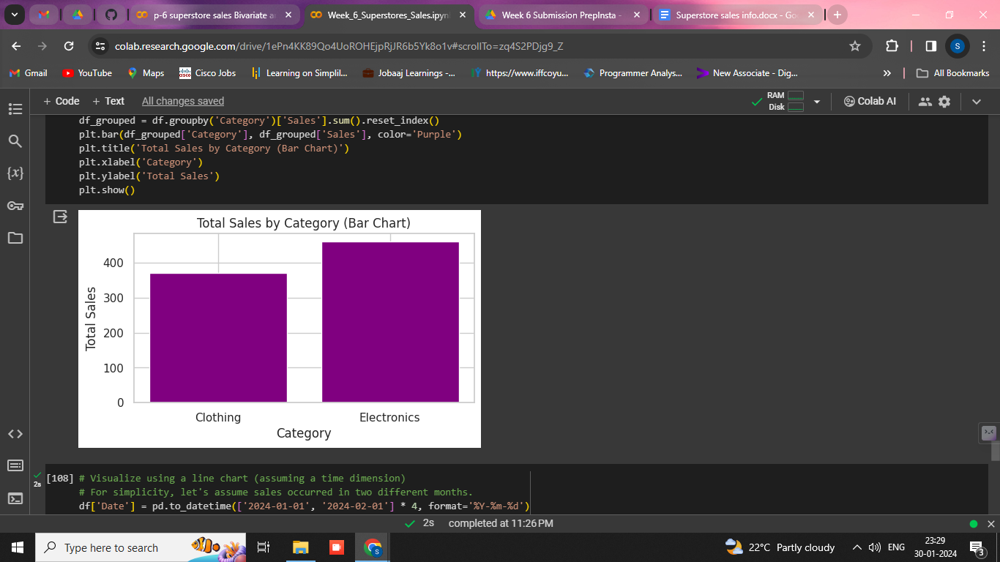 p-6 superstore sales Bivariate a
Week_6_Superstores_Sales.ipyn
Week 6 Submission PrepInsta -
Superstore sales info.docx - Go
colab.research.google.com/drive/1ePn4KK89Qo4UoROHEjpRjJR6b5Yk8o1v#scrollTo=zq4S2PDjg9_Z
S
Gmail
YouTube
Maps
Cisco Jobs
Learning on Simplil...
Jobaaj Learnings -...
https://www.iffcoyu...
Programmer Analys...
New Associate - Dig...
»
All Bookmarks
+ Code + Text All changes saved
RAM
Disk
Colab AI
df_grouped = df.groupby('Category')['Sales'].sum().reset_index()
plt.bar(df_grouped['Category'], df_grouped['Sales'], color='Purple')
plt.title('Total Sales by Category (Bar Chart)')
plt.xlabel('Category')
plt.ylabel('Total Sales')
plt.show()
{x}
Total Sales by Category (Bar Chart)
Total Sales
400
300
200
100
0
Clothing Electronics
Category
2s
[108] # Visualize using a line chart (assuming a time dimension)
# For simplicity, let's assume sales occurred in two different months.
df['Date'] = pd.to_datetime(['2024-01-01', '2024-02-01'] * 4, format='%Y-%m-%d')
2s completed at 11:26 PM
Type here to search
S
22°C Partly cloudy
ENG
23:29
30-01-2024
3